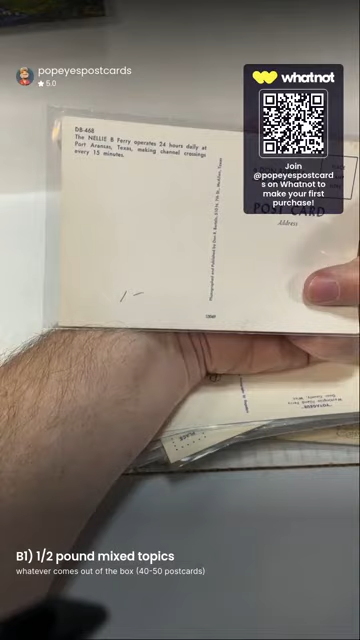 popeyespostcards
★ 5.0
whatnot
Join
@popeyespostcard
s on Whatnot to
make your first
purchase!
DB-468
The NELLIE B Ferry operates 24 hours daily at
Port Aransas, Texas, making channel crossings
every 15 minutes.
POST CARD
Address
PLACE
B1) 1/2 pound mixed topics
whatever comes out of the box (40-50 postcards)